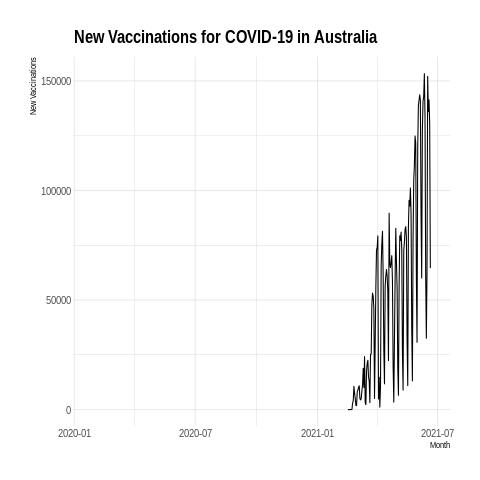 New Vaccinations for COVID-19 in Australia
New Vaccinations
150000
100000
50000
0
2020-01
2020-07
2021-01
2021-07
Month